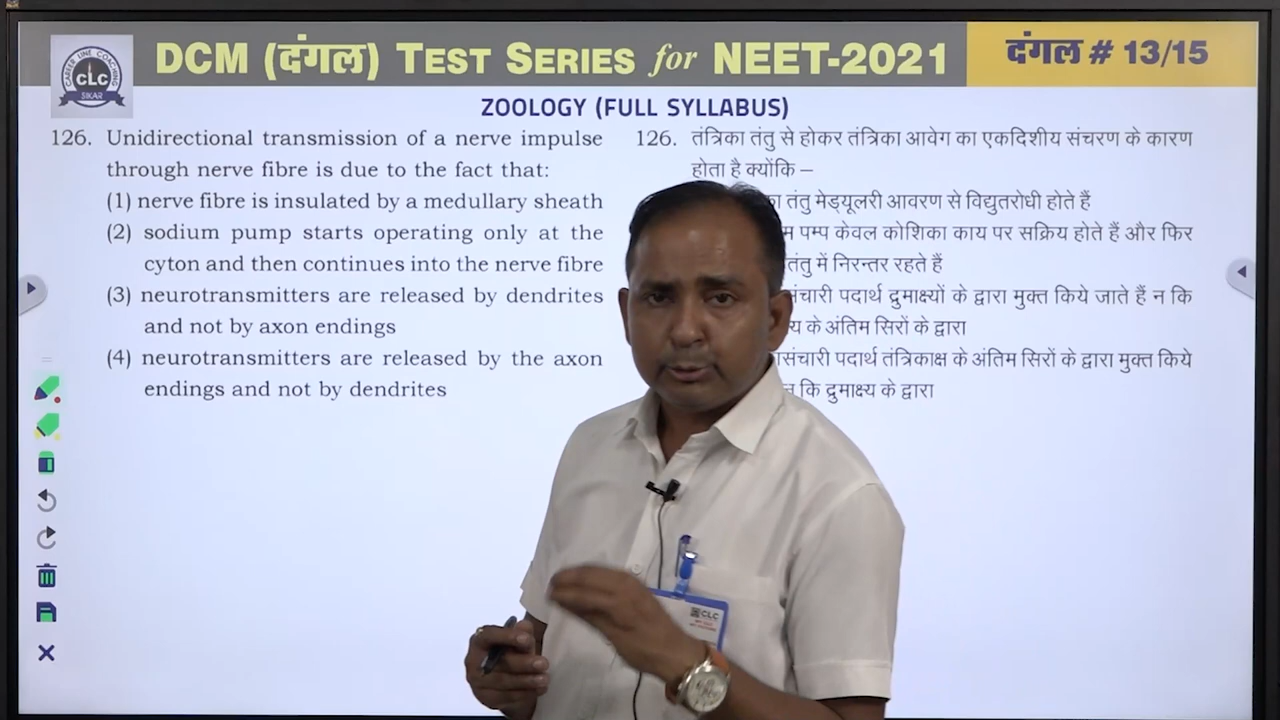 CAREER LINE COACHING
CLC
SIKAR
DCM (दंगल) TEST SERIES for NEET-2021
दंगल # 13/15
ZOOLOGY (FULL SYLLABUS)
126. Unidirectional transmission of a nerve impulse
through nerve fibre is due to the fact that:
(1) nerve fibre is insulated by a medullary sheath
(2) sodium pump starts operating only at the
cyton and then continues into the nerve fibre
(3) neurotransmitters are released by dendrites
and not by axon endings
(4) neurotransmitters are released by the axon
endings and not by dendrites
126. तंत्रिका तंतु से होकर तंत्रिका आवेग का एकदिशीय संचरण के कारण
होता है क्योंकि –
तंतु मेड्यूलरी आवरण से विद्युतरोधी होते हैं
पम्प केवल कोशिका काय पर सक्रिय होते हैं और फिर
तंतु में निरन्तर रहते हैं
पदार्थ द्रुमाक्ष्यों के द्वारा मुक्त किये जाते हैं न कि
के अंतिम सिरों के द्वारा
पदार्थ तंत्रिकाक्ष के अंतिम सिरों के द्वारा मुक्त किये
कि द्रुमाक्ष्य के द्वारा
CLC